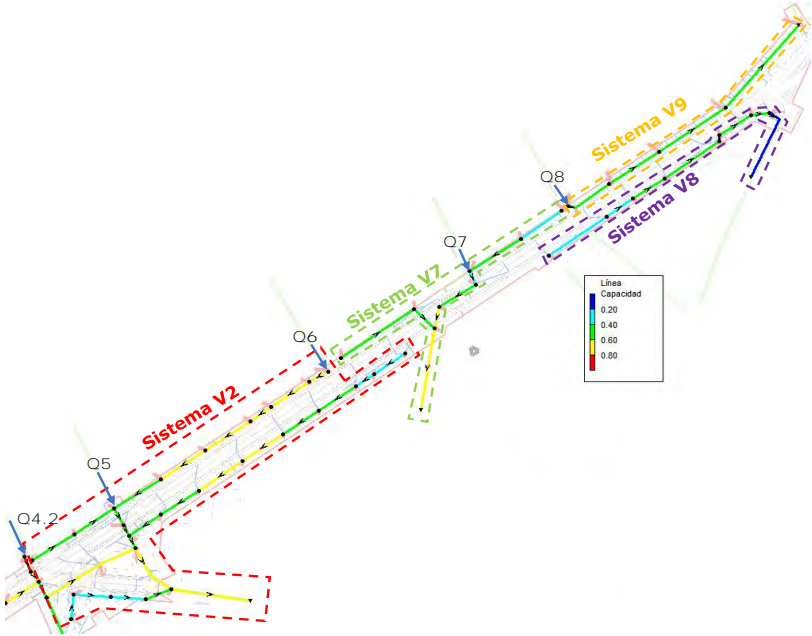 Sistema V9
Q8
Sistema V8
Q7
Sistema V7
Línea
Capacidad
0.20
0.40
0.60
0.80
Q6
Sistema V2
Q5
Q4.2